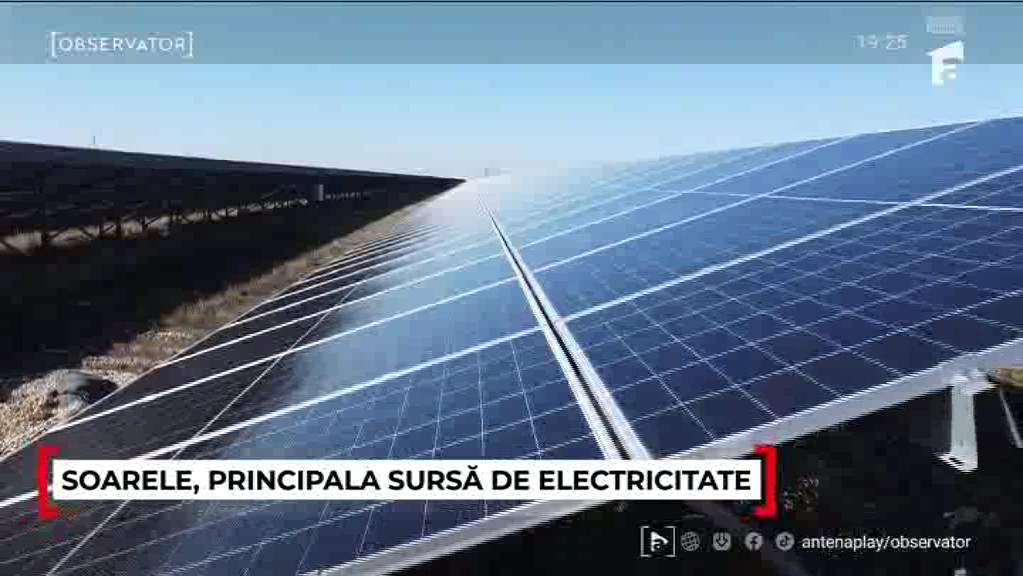 [OBSERVATOR]
19:25
SOARELE, PRINCIPALA SURSĂ DE ELECTRICITATE
antenaplay/observator